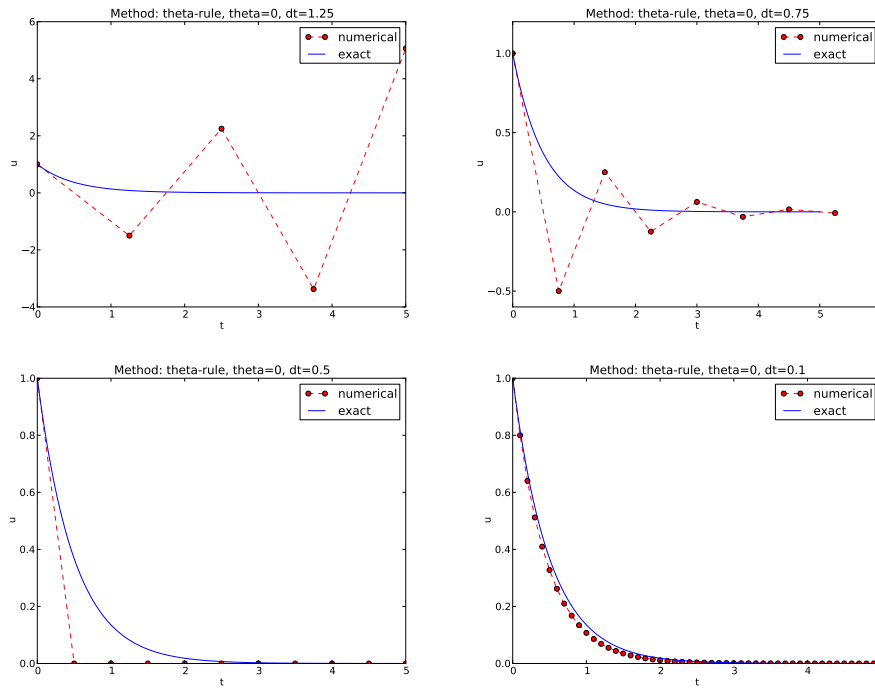 Method: theta-rule, theta=0, dt=1.25
numerical
exact
6
4
2
0
−2
−4
u
0 1 2 3 4 5
t
Method: theta-rule, theta=0, dt=0.75
numerical
exact
1.0
0.5
0.0
−0.5
u
0 1 2 3 4 5
t
Method: theta-rule, theta=0, dt=0.5
numerical
exact
1.0
0.8
0.6
0.4
0.2
0.0
u
0 1 2 3 4 5
t
Method: theta-rule, theta=0, dt=0.1
numerical
exact
1.0
0.8
0.6
0.4
0.2
0.0
u
0 1 2 3 4
t